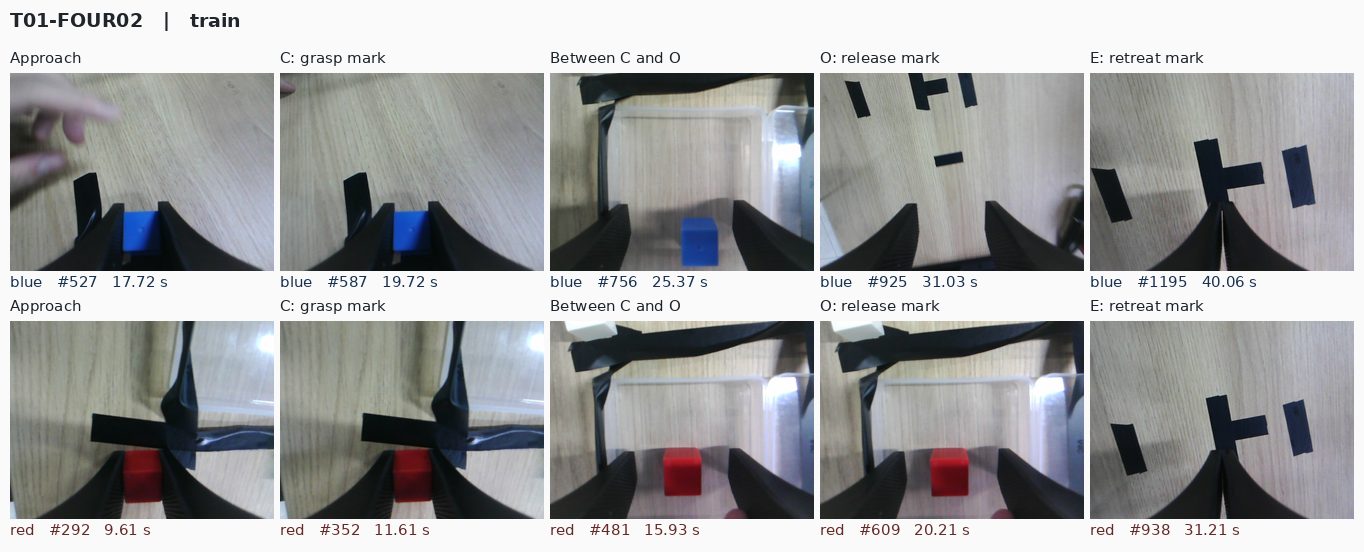 T01-FOUR02 | train
Approach C: grasp mark Between C and O O: release mark E: retreat mark
blue #527 17.72 s blue #587 19.72 s blue #756 25.37 s blue #925 31.03 s blue #1195 40.06 s
Approach C: grasp mark Between C and O O: release mark E: retreat mark
red #292 9.61 s red #352 11.61 s red #481 15.93 s red #609 20.21 s red #938 31.21 s